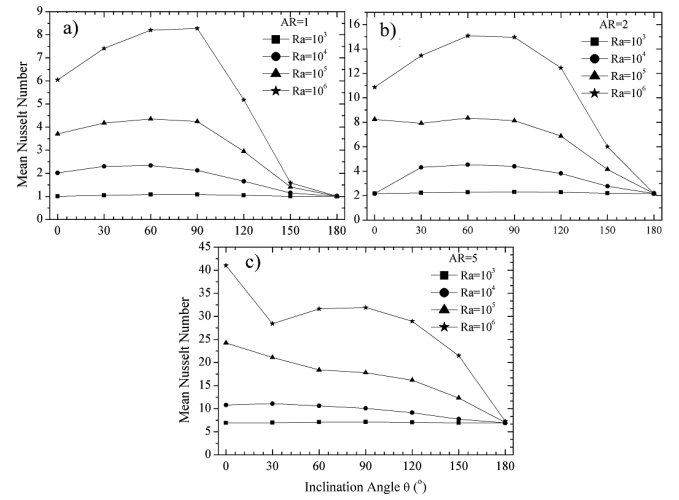 a)
AR=1
Ra=10³
Ra=10⁴
Ra=10⁵
Ra=10⁶
Mean Nusselt Number
9
8
7
6
5
4
3
2
1
0
0 30 60 90 120 150 180
b)
AR=2
Ra=10³
Ra=10⁴
Ra=10⁵
Ra=10⁶
16
14
12
10
8
6
4
2
0
0 30 60 90 120 150 180
c)
AR=5
Ra=10³
Ra=10⁴
Ra=10⁵
Ra=10⁶
Mean Nusselt Number
45
40
35
30
25
20
15
10
5
0 30 60 90 120 150 180
Inclination Angle θ (°)